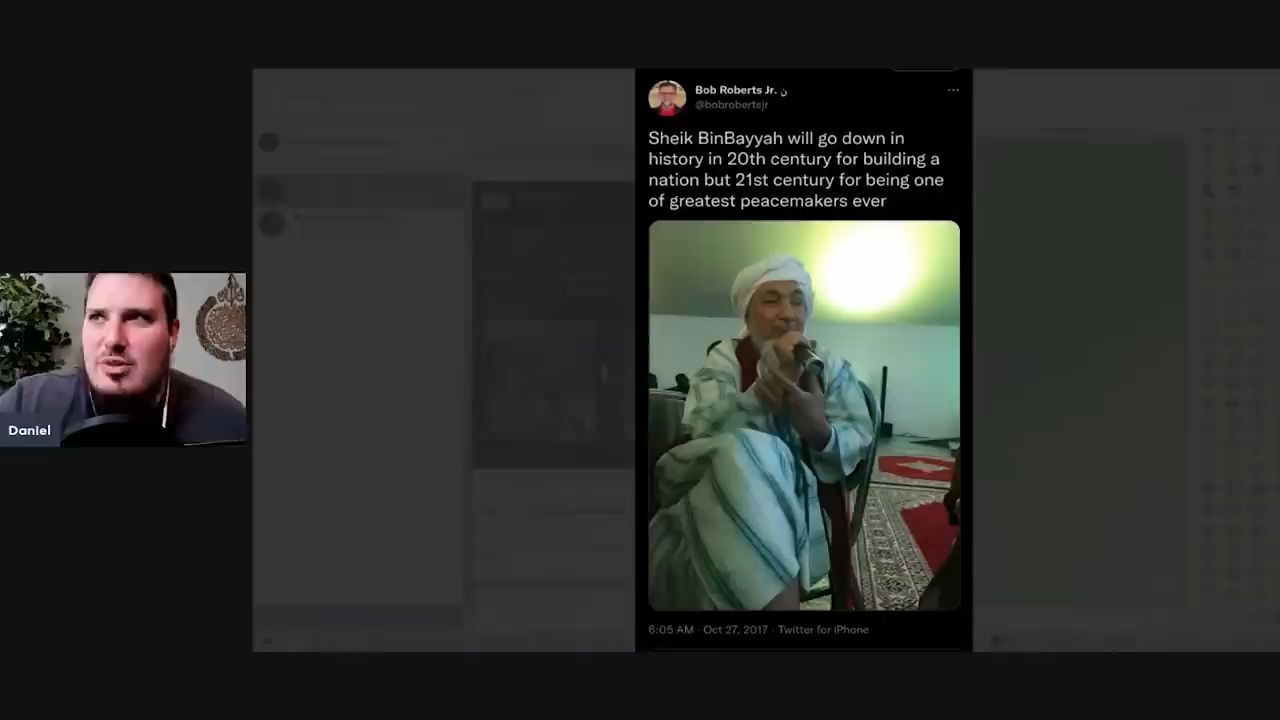 Bob Roberts Jr. ن
@bobrobertsjr
Sheik BinBayyah will go down in
history in 20th century for building a
nation but 21st century for being one
of greatest peacemakers ever
6:05 AM · Oct 27, 2017 · Twitter for iPhone
Daniel